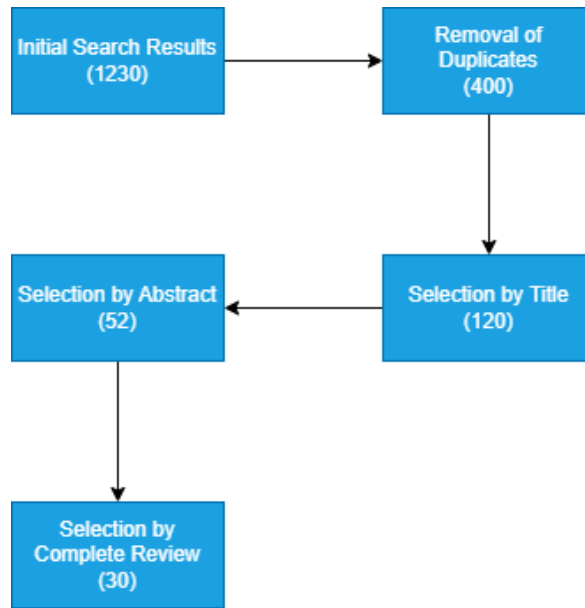 Initial Search Results
(1230)
Removal of
Duplicates
(400)
Selection by Title
(120)
Selection by Abstract
(52)
Selection by
Complete Review
(30)